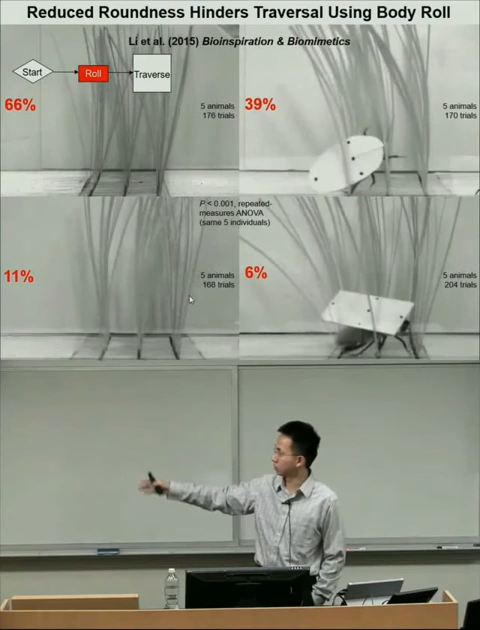 Reduced Roundness Hinders Traversal Using Body Roll
Li et al. (2015) Bioinspiration & Biomimetics
Start
Roll
Traverse
66%
5 animals
176 trials
39%
5 animals
170 trials
P < 0.001, repeated-
measures ANOVA
(same 5 individuals)
11%
5 animals
168 trials
6%
5 animals
204 trials